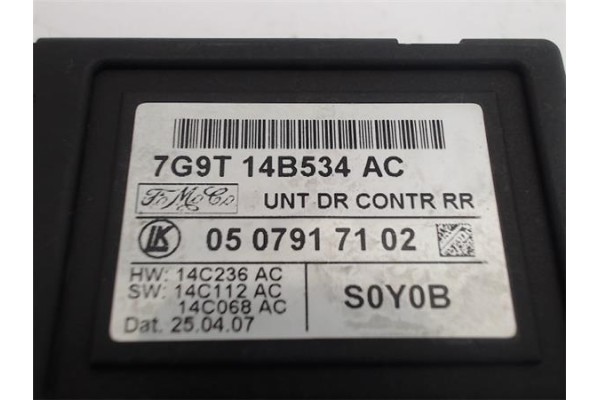 7G9T 14B534 AC
FoMoCo UNT DR CONTR RR
LK 05 0791 71 02
HW: 14C236 AC
SW: 14C112 AC
14C068 AC
Dat. 25.04.07
S0Y0B